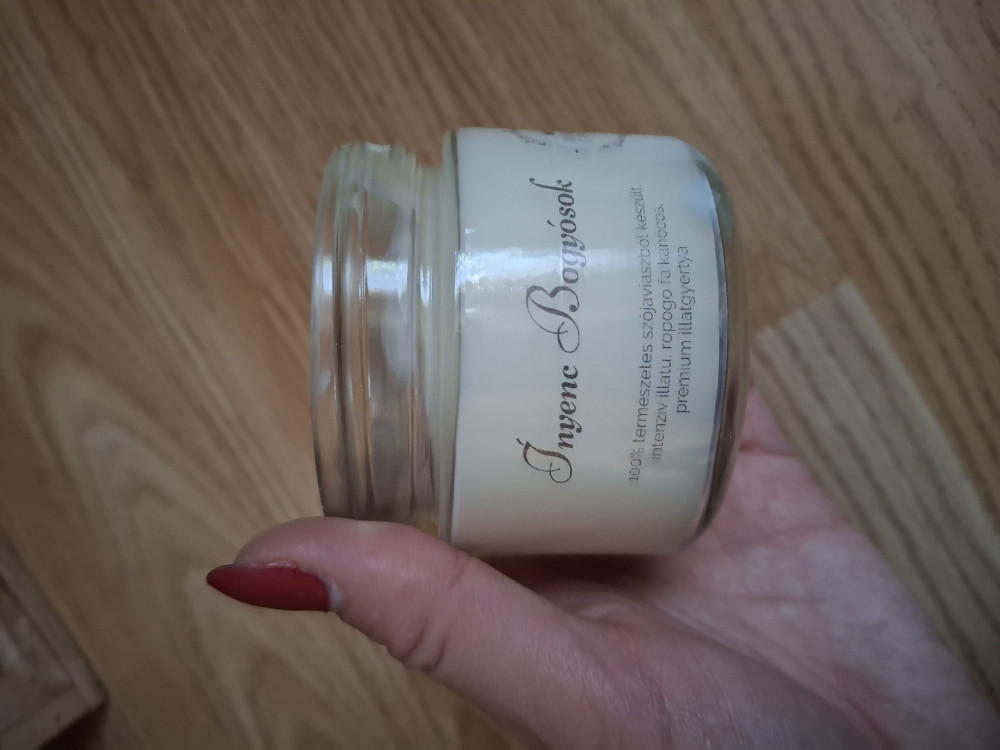 Ínyenc Bogyósok
100% természetes szójaviaszból készült,
intenzív illatú, ropogó fa kanócos,
prémium illatgyertya